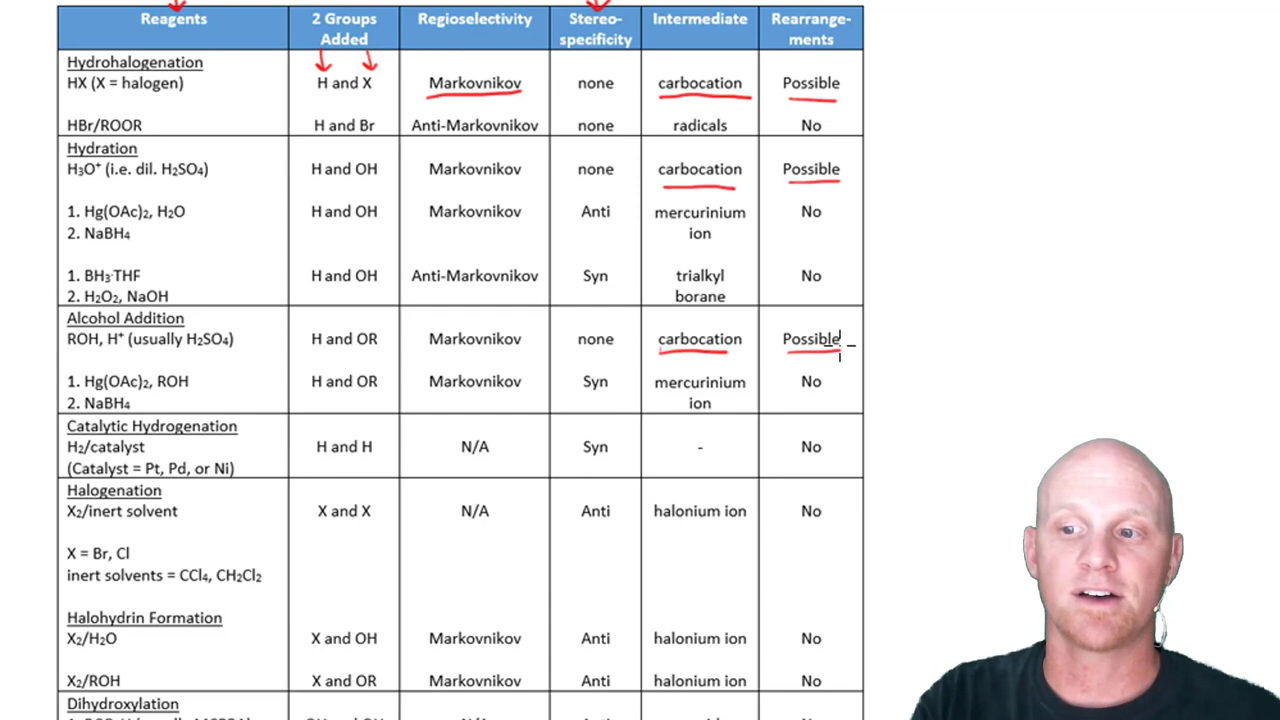 Reagents
2 Groups Added
Regioselectivity
Stereo-specificity
Intermediate
Rearrange-ments
Hydrohalogenation
HX (X = halogen)
H and X
Markovnikov
none
carbocation
Possible
HBr/ROOR
H and Br
Anti-Markovnikov
none
radicals
No
Hydration
H₃O⁺ (i.e. dil. H₂SO₄)
H and OH
Markovnikov
none
carbocation
Possible
1. Hg(OAc)₂, H₂O
2. NaBH₄
H and OH
Markovnikov
Anti
mercurinium
ion
No
1. BH₃·THF
2. H₂O₂, NaOH
H and OH
Anti-Markovnikov
Syn
trialkyl
borane
No
Alcohol Addition
ROH, H⁺ (usually H₂SO₄)
H and OR
Markovnikov
none
carbocation
Possible
1. Hg(OAc)₂, ROH
2. NaBH₄
H and OR
Markovnikov
Syn
mercurinium
ion
No
Catalytic Hydrogenation
H₂/catalyst
(Catalyst = Pt, Pd, or Ni)
H and H
N/A
Syn
-
No
Halogenation
X₂/inert solvent
X and X
N/A
Anti
halonium ion
No
X = Br, Cl
inert solvents = CCl₄, CH₂Cl₂
Halohydrin Formation
X₂/H₂O
X and OH
Markovnikov
Anti
halonium ion
No
X₂/ROH
X and OR
Markovnikov
Anti
halonium ion
No
Dihydroxylation